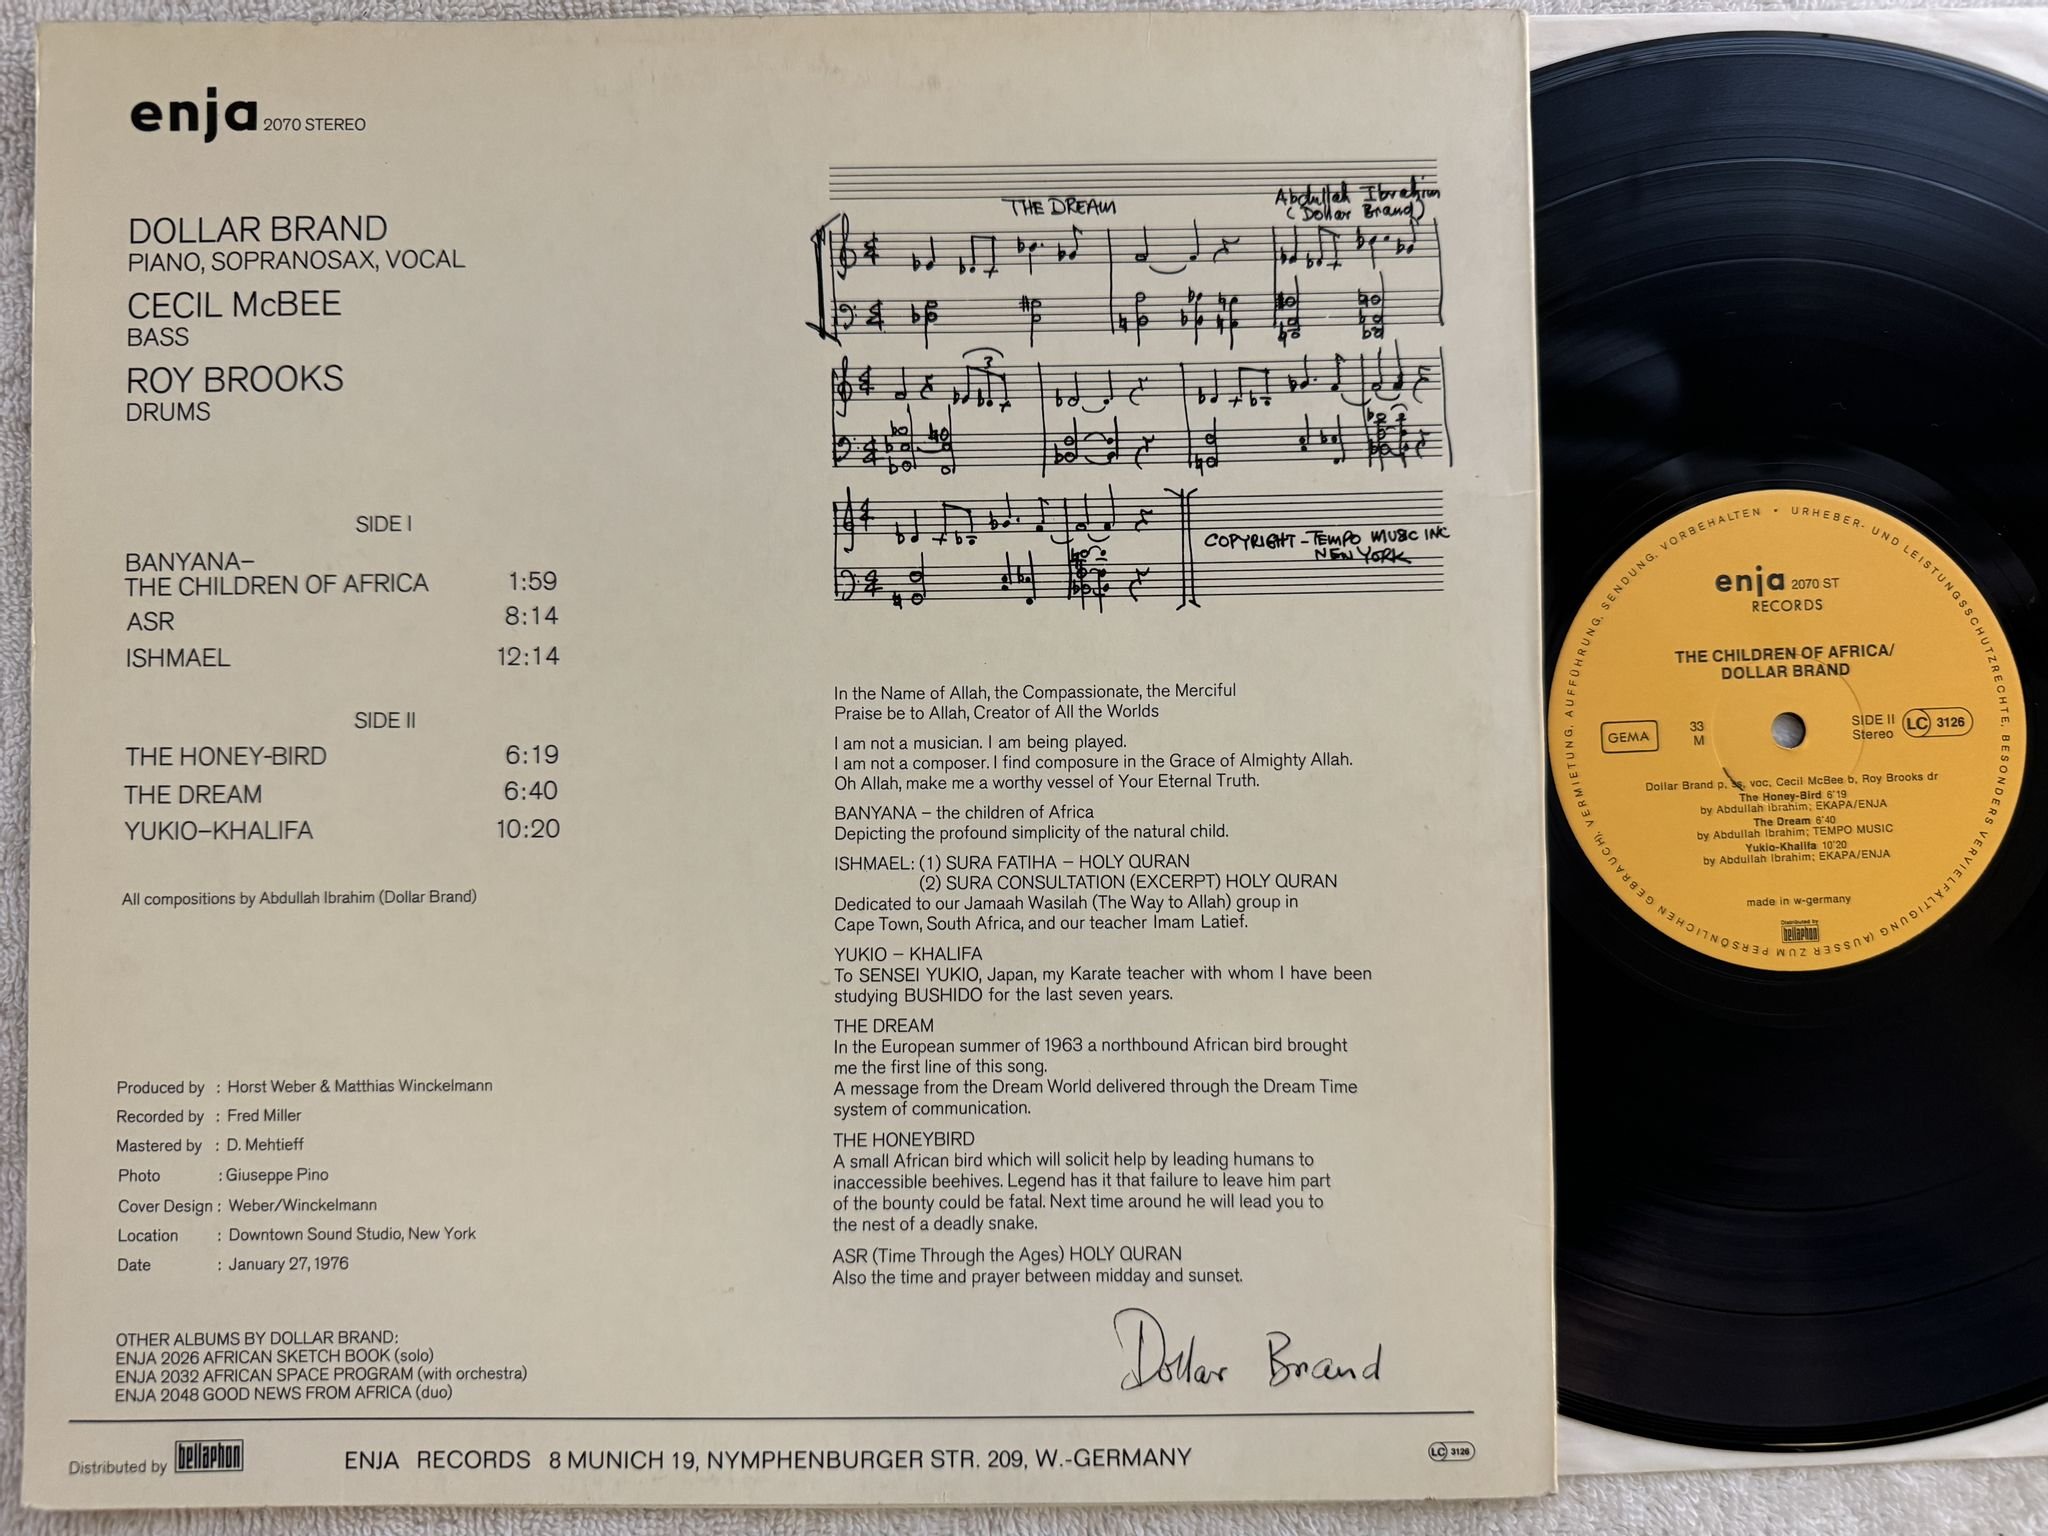 enja 2070 STEREO
DOLLAR BRAND
PIANO, SOPRANOSAX, VOCAL
CECIL McBEE
BASS
ROY BROOKS
DRUMS
SIDE I
BANYANA–
THE CHILDREN OF AFRICA 1:59
ASR 8:14
ISHMAEL 12:14
SIDE II
THE HONEY-BIRD 6:19
THE DREAM 6:40
YUKIO–KHALIFA 10:20
All compositions by Abdullah Ibrahim (Dollar Brand)
Produced by : Horst Weber & Matthias Winckelmann
Recorded by : Fred Miller
Mastered by : D. Mehtieff
Photo : Giuseppe Pino
Cover Design : Weber/Winckelmann
Location : Downtown Sound Studio, New York
Date : January 27, 1976
OTHER ALBUMS BY DOLLAR BRAND:
ENJA 2026 AFRICAN SKETCH BOOK (solo)
ENJA 2032 AFRICAN SPACE PROGRAM (with orchestra)
ENJA 2048 GOOD NEWS FROM AFRICA (duo)
THE DREAM
Abdullah Ibrahim
(Dollar Brand)
3
COPYRIGHT - TEMPO MUSIC INC
NEW YORK
In the Name of Allah, the Compassionate, the Merciful
Praise be to Allah, Creator of All the Worlds
I am not a musician. I am being played.
I am not a composer. I find composure in the Grace of Almighty Allah.
Oh Allah, make me a worthy vessel of Your Eternal Truth.
BANYANA – the children of Africa
Depicting the profound simplicity of the natural child.
ISHMAEL: (1) SURA FATIHA – HOLY QURAN
(2) SURA CONSULTATION (EXCERPT) HOLY QURAN
Dedicated to our Jamaah Wasilah (The Way to Allah) group in
Cape Town, South Africa, and our teacher Imam Latief.
YUKIO – KHALIFA
To SENSEI YUKIO, Japan, my Karate teacher with whom I have been
studying BUSHIDO for the last seven years.
THE DREAM
In the European summer of 1963 a northbound African bird brought
me the first line of this song.
A message from the Dream World delivered through the Dream Time
system of communication.
THE HONEYBIRD
A small African bird which will solicit help by leading humans to
inaccessible beehives. Legend has it that failure to leave him part
of the bounty could be fatal. Next time around he will lead you to
the nest of a deadly snake.
ASR (Time Through the Ages) HOLY QURAN
Also the time and prayer between midday and sunset.
Dollar Brand
Distributed by bellaphon
ENJA RECORDS 8 MUNICH 19, NYMPHENBURGER STR. 209, W.-GERMANY
LC 3126
URHEBER- UND LEISTUNGSSCHUTZRECHTE, BESONDERS VERVIELFÄLTIGUNG (AUSSER ZUM PERSÖNLICHEN GEBRAUCH), VERMIETUNG, AUFFÜHRUNG, SENDUNG, VORBEHALTEN •
enja 2070 ST
RECORDS
THE CHILDREN OF AFRICA/
DOLLAR BRAND
GEMA
33
M
SIDE II
Stereo
LC 3126
Dollar Brand p, ss, voc, Cecil McBee b, Roy Brooks dr
The Honey-Bird 6'19
by Abdullah Ibrahim; EKAPA/ENJA
The Dream 6'40
by Abdullah Ibrahim; TEMPO MUSIC
Yukio-Khalifa 10'20
by Abdullah Ibrahim; EKAPA/ENJA
made in w-germany
Distributed by
bellaphon